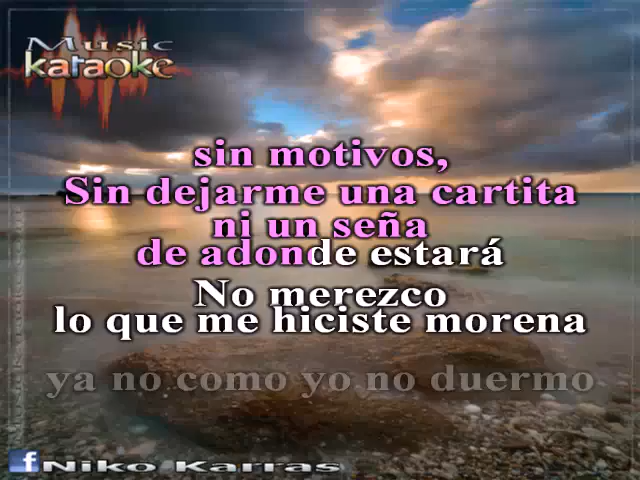 Music
karaoke
sin motivos,
Sin dejarme una cartita
ni un seña
de adonde estará
No merezco
lo que me hiciste morena
ya no como yo no duermo
f Niko Karras